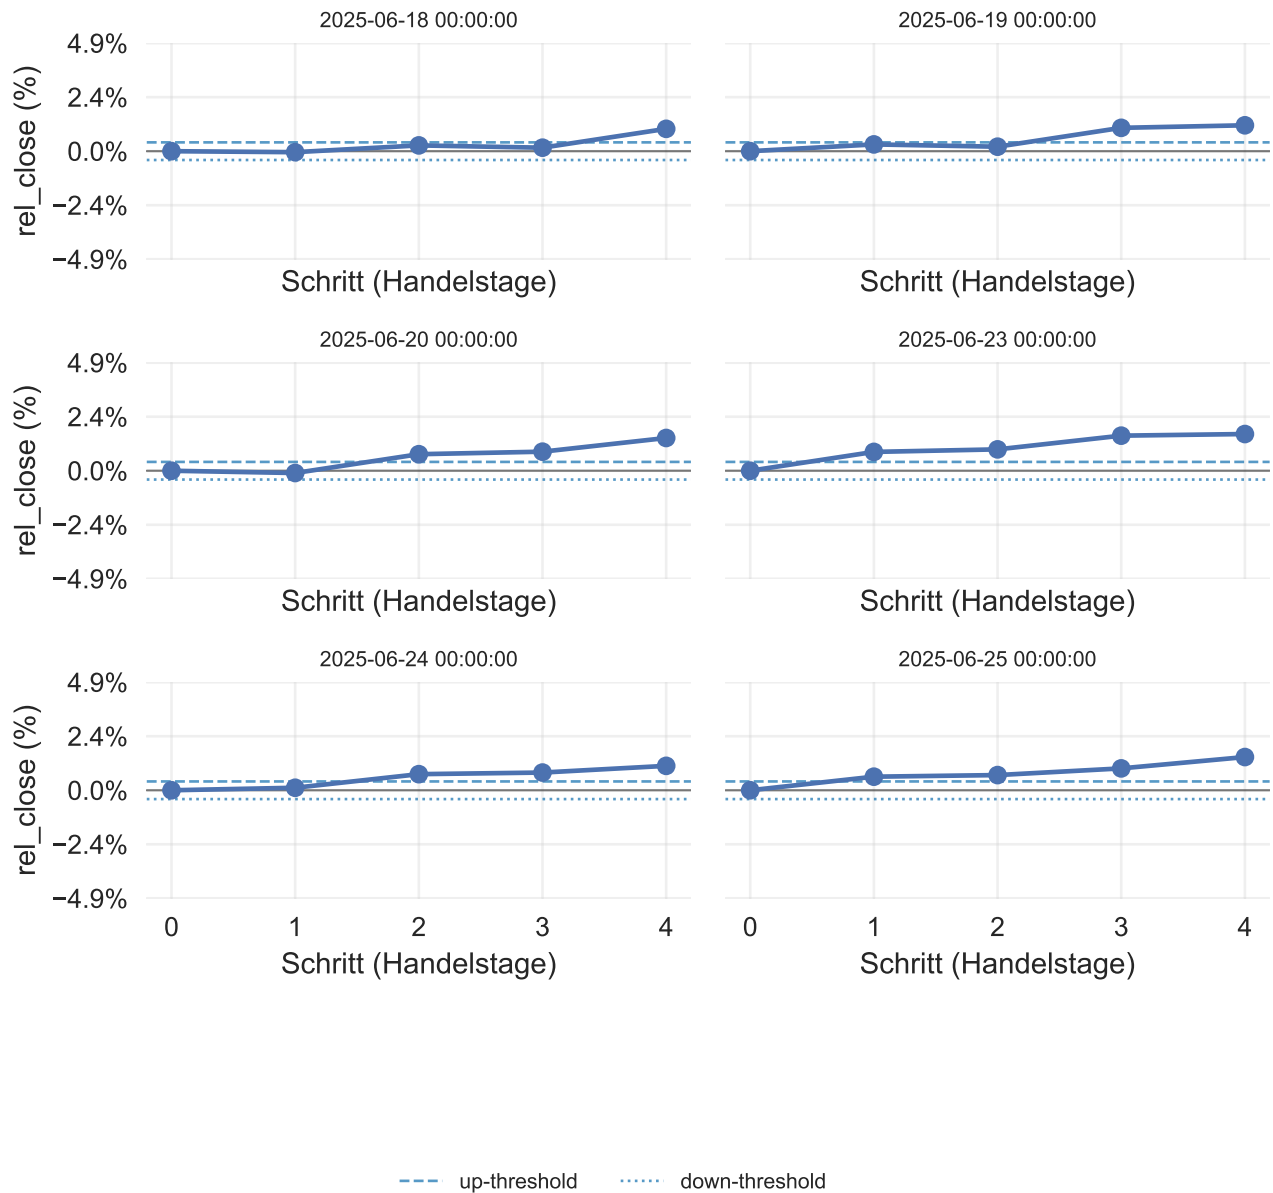 2025-06-18 00:00:00 2025-06-19 00:00:00
4.9%
2.4%
0.0%
−2.4%
−4.9%
rel_close (%)
Schritt (Handelstage) Schritt (Handelstage)
2025-06-20 00:00:00 2025-06-23 00:00:00
4.9%
2.4%
0.0%
−2.4%
−4.9%
rel_close (%)
Schritt (Handelstage) Schritt (Handelstage)
2025-06-24 00:00:00 2025-06-25 00:00:00
4.9%
2.4%
0.0%
−2.4%
−4.9%
rel_close (%)
0 1 2 3 4 0 1 2 3 4
Schritt (Handelstage) Schritt (Handelstage)
up-threshold down-threshold